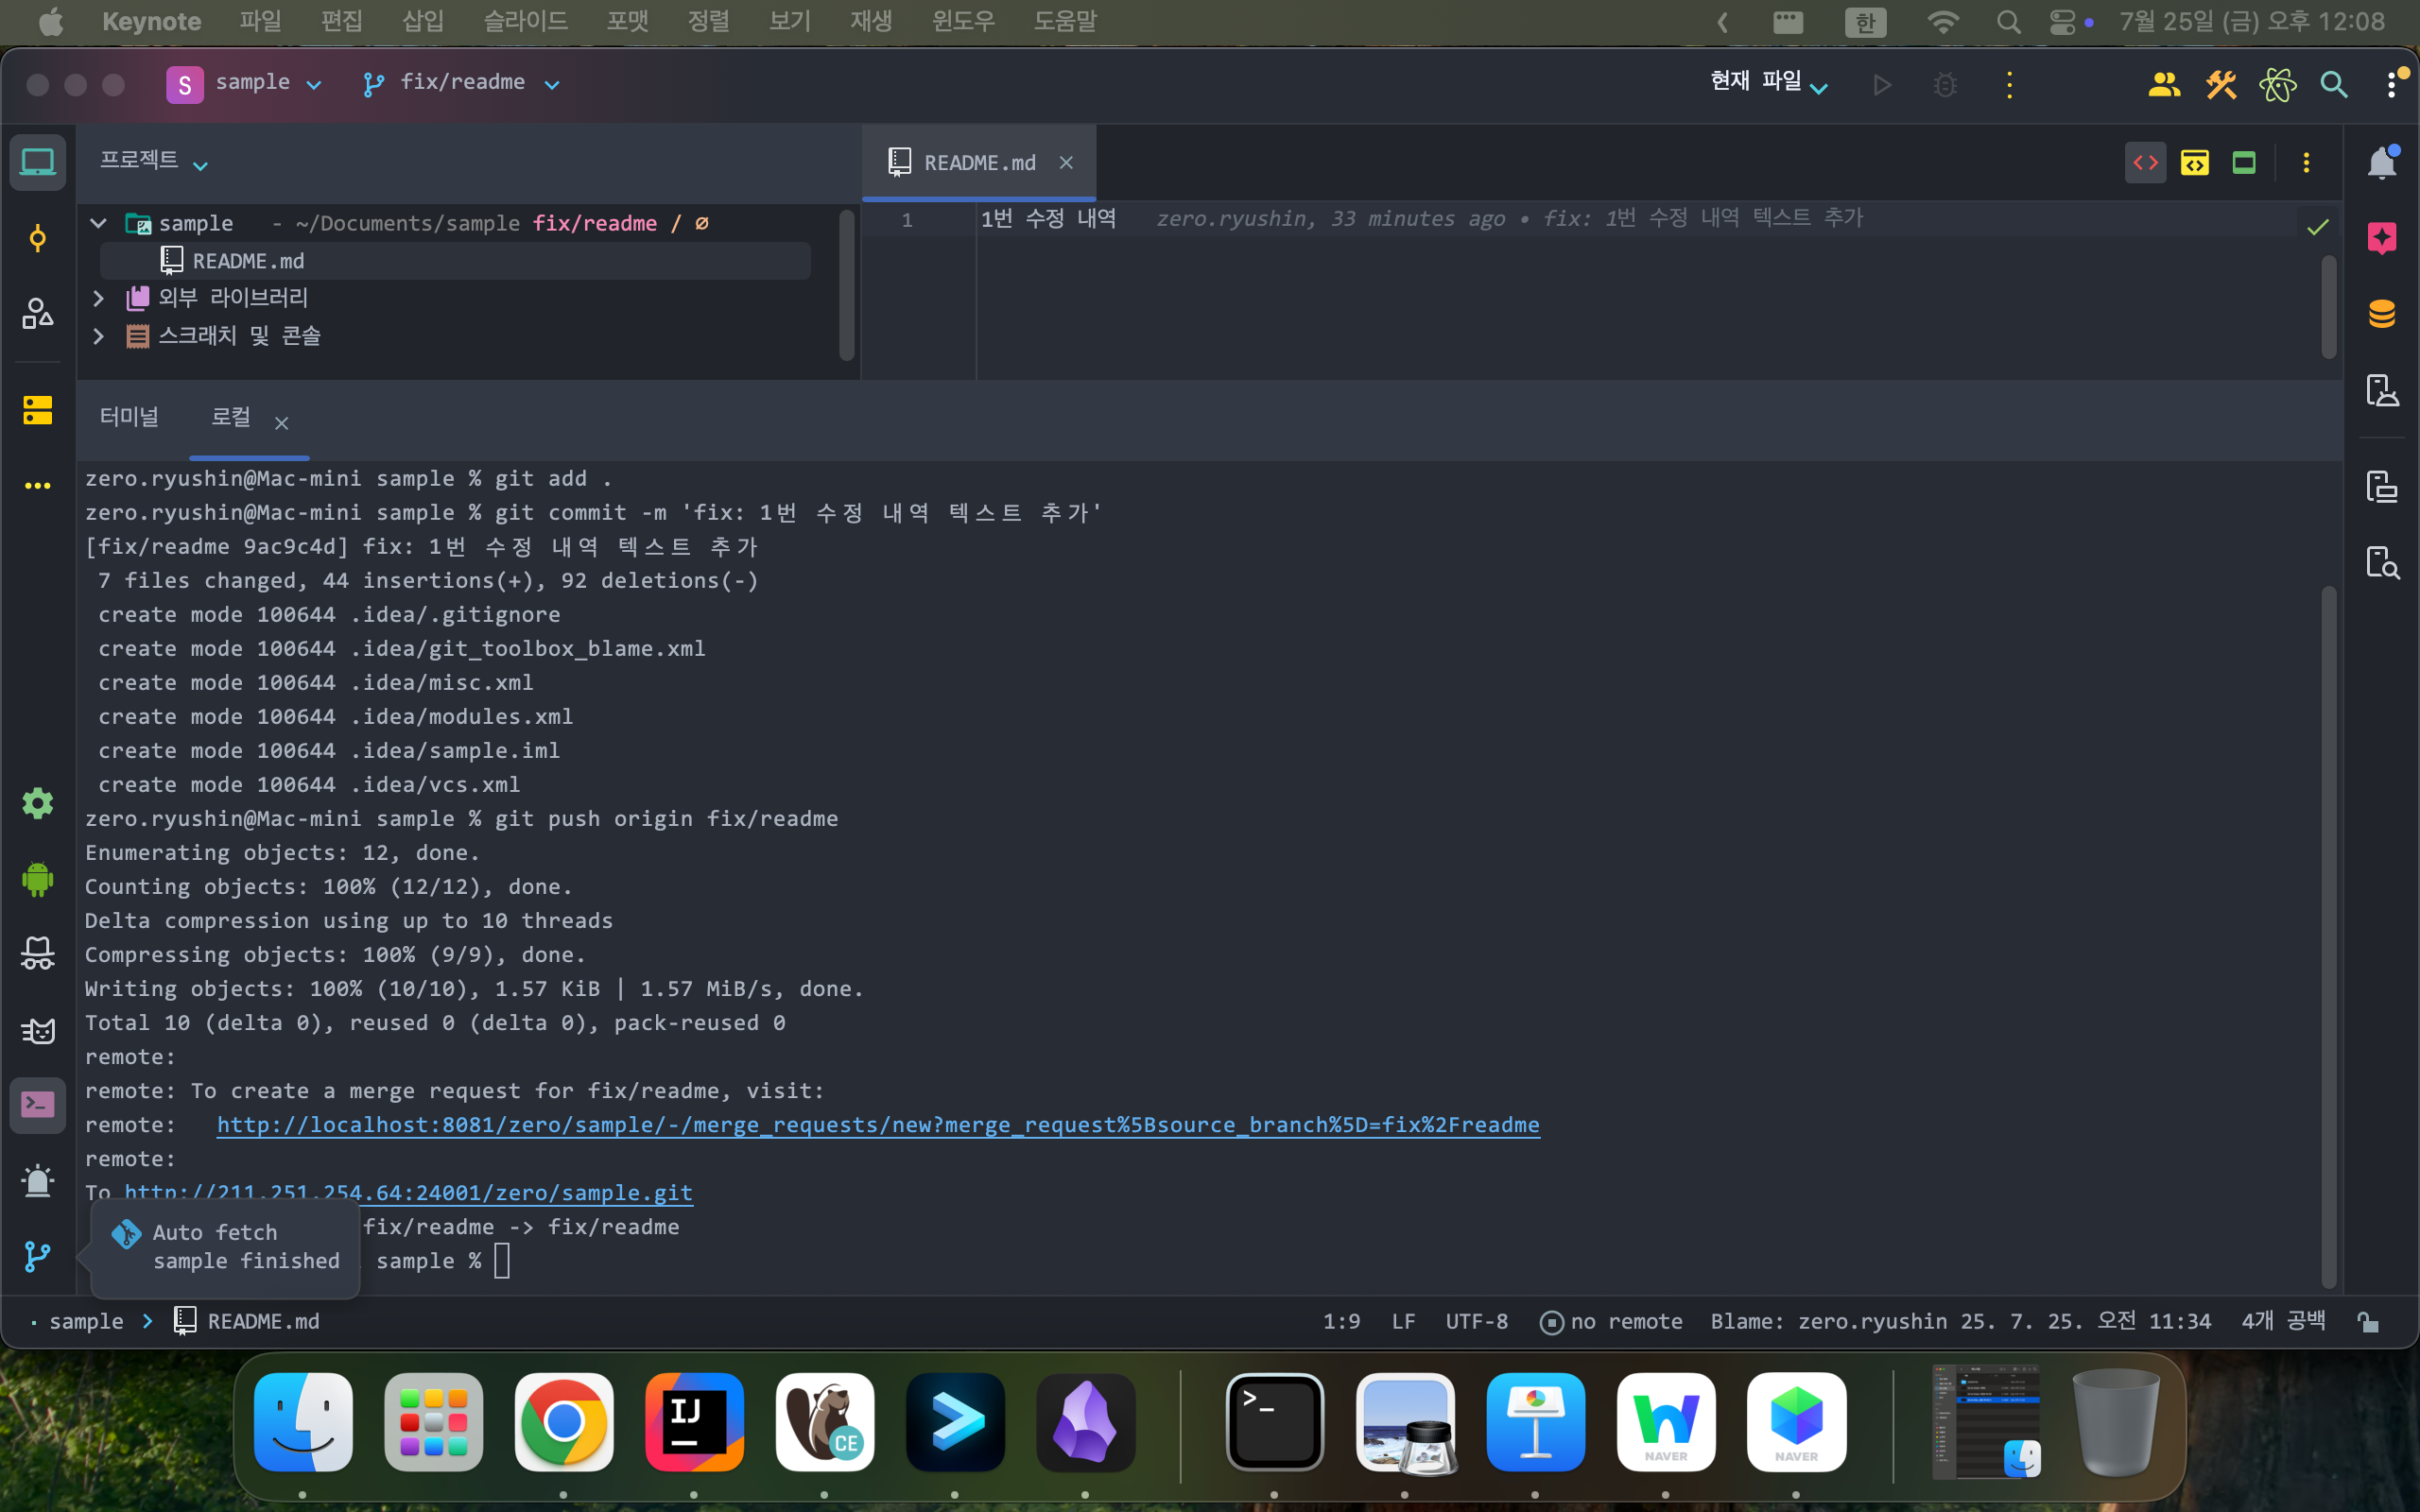 Keynote 파일 편집 삽입 슬라이드 포맷 정렬 보기 재생 윈도우 도움말 한 7월 25일 (금) 오후 12:08
S sample fix/readme 현재 파일
프로젝트
README.md
sample - ~/Documents/sample fix/readme / ∅
README.md
외부 라이브러리
스크래치 및 콘솔
1 1번 수정 내역 zero.ryushin, 33 minutes ago • fix: 1번 수정 내역 텍스트 추가
터미널 로컬
zero.ryushin@Mac-mini sample % git add .
zero.ryushin@Mac-mini sample % git commit -m 'fix: 1번 수정 내역 텍스트 추가'
[fix/readme 9ac9c4d] fix: 1번 수정 내역 텍스트 추가
7 files changed, 44 insertions(+), 92 deletions(-)
create mode 100644 .idea/.gitignore
create mode 100644 .idea/git_toolbox_blame.xml
create mode 100644 .idea/misc.xml
create mode 100644 .idea/modules.xml
create mode 100644 .idea/sample.iml
create mode 100644 .idea/vcs.xml
zero.ryushin@Mac-mini sample % git push origin fix/readme
Enumerating objects: 12, done.
Counting objects: 100% (12/12), done.
Delta compression using up to 10 threads
Compressing objects: 100% (9/9), done.
Writing objects: 100% (10/10), 1.57 KiB | 1.57 MiB/s, done.
Total 10 (delta 0), reused 0 (delta 0), pack-reused 0
remote:
remote: To create a merge request for fix/readme, visit:
remote: http://localhost:8081/zero/sample/-/merge_requests/new?merge_request%5Bsource_branch%5D=fix%2Freadme
remote:
To http://211.251.254.64:24001/zero/sample.git
fix/readme -> fix/readme
sample %
Auto fetch
sample finished
sample README.md 1:9 LF UTF-8 no remote Blame: zero.ryushin 25. 7. 25. 오전 11:34 4개 공백
IJ
CE
NAVER
NAVER